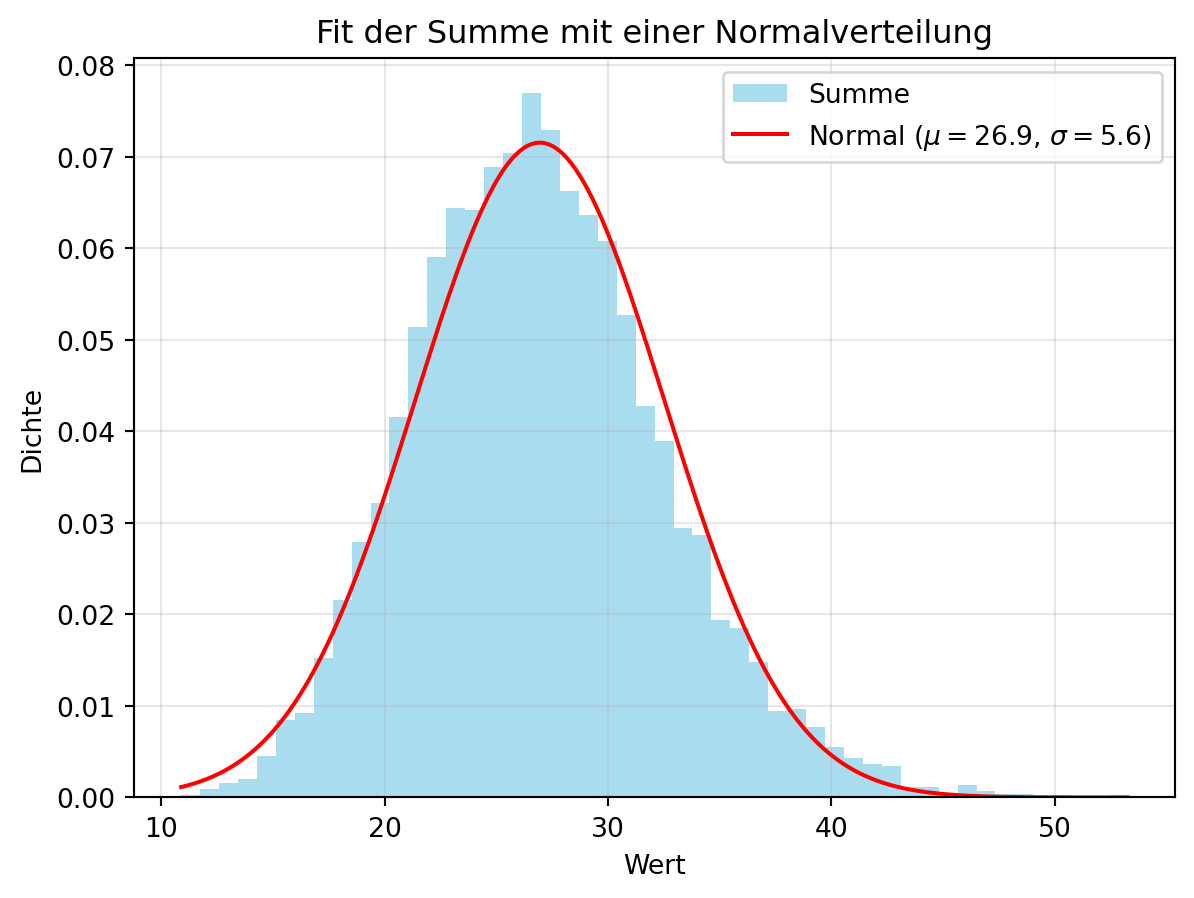 Fit der Summe mit einer Normalverteilung
Summe
Normal (μ = 26.9, σ = 5.6)
0.08
0.07
0.06
0.05
0.04
0.03
0.02
0.01
0.00
Dichte
10 20 30 40 50
Wert